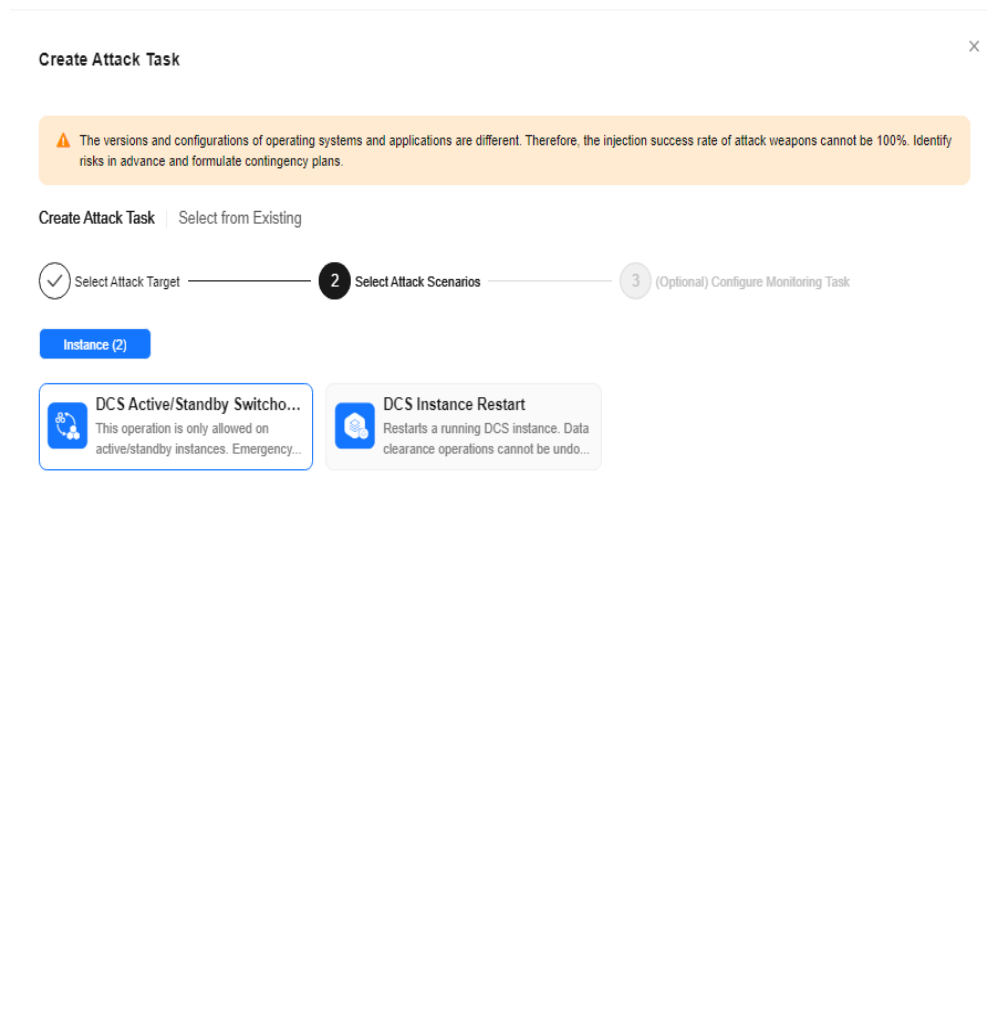 Create Attack Task
The versions and configurations of operating systems and applications are different. Therefore, the injection success rate of attack weapons cannot be 100%. Identify
risks in advance and formulate contingency plans.
Create Attack Task Select from Existing
Select Attack Target 2 Select Attack Scenarios 3 (Optional) Configure Monitoring Task
Instance (2)
DCS Active/Standby Switcho...
This operation is only allowed on
active/standby instances. Emergency...
DCS Instance Restart
Restarts a running DCS instance. Data
clearance operations cannot be undo...